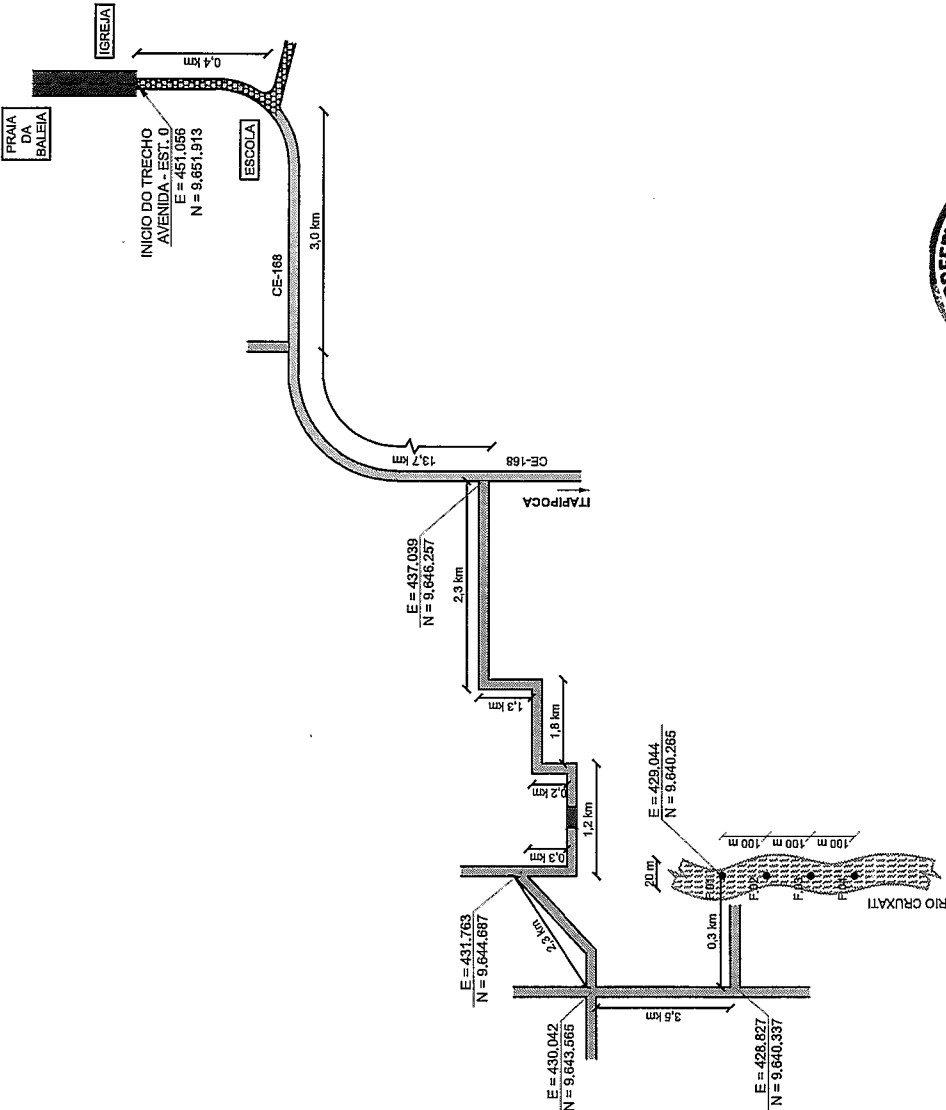 IGREJA
PRAIA
DA
BALEIA
0,4 km
INICIO DO TRECHO
AVENIDA - EST. 0
E = 451.056
N = 9.651.913
ESCOLA
3,0 km
CE-168
13,7 km
CE-168
ITAPIPOCA
E = 437.039
N = 9.646.257
2,3 km
1,3 km
1,8 km
0,2 km
1,2 km
0,3 km
E = 429.044
N = 9.640.265
100 m
100 m
100 m
20 m
F.02
F.03
F.04
RIO CRUXATI
0,3 km
E = 431.763
N = 9.644.687
2,3 km
E = 430.042
N = 9.643.565
3,5 km
E = 428.827
N = 9.640.337